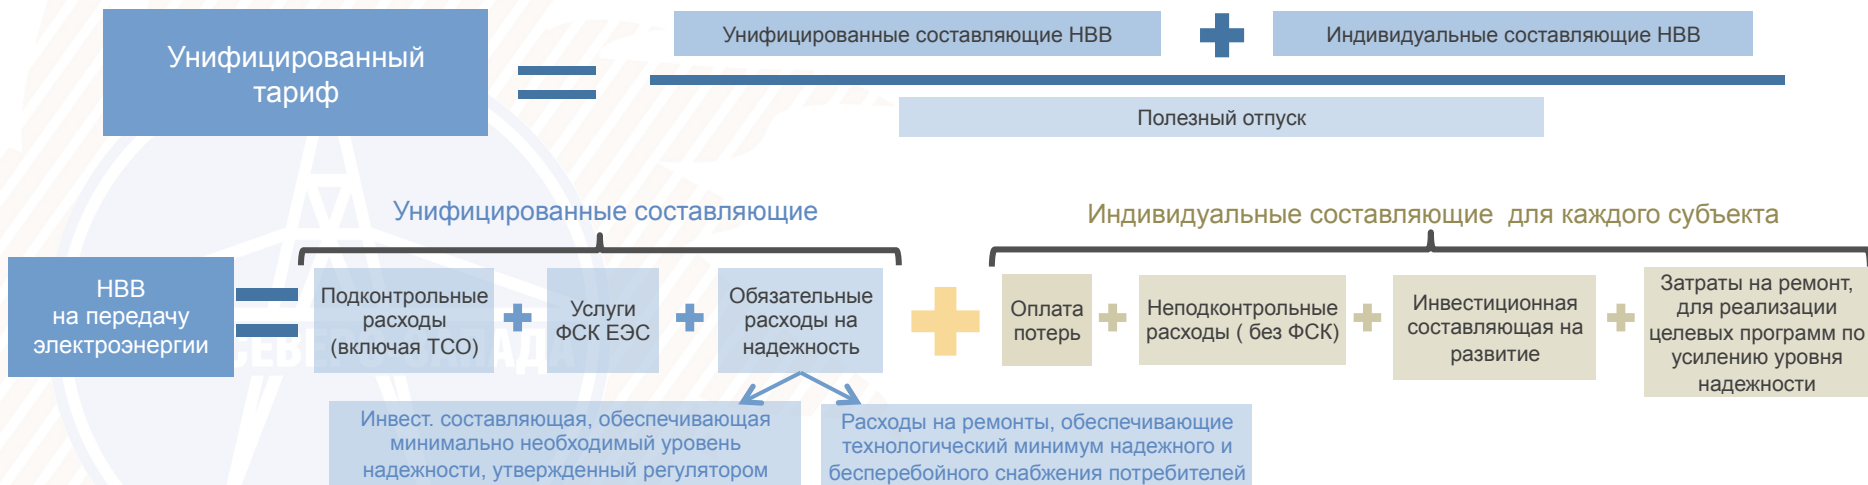 Унифицированный
тариф
Унифицированные составляющие НВВ
Индивидуальные составляющие НВВ
Полезный отпуск
Унифицированные составляющие
Индивидуальные составляющие для каждого субъекта
НВВ
на передачу
электроэнергии
Подконтрольные
расходы
(включая ТСО)
Услуги
ФСК ЕЭС
Обязательные
расходы на
надежность
Оплата
потерь
Неподконтрольные
расходы ( без ФСК)
Инвестиционная
составляющая на
развитие
Затраты на ремонт,
для реализации
целевых программ по
усилению уровня
надежности
Инвест. составляющая, обеспечивающая
минимально необходимый уровень
надежности, утвержденный регулятором
Расходы на ремонты, обеспечивающие
технологический минимум надежного и
бесперебойного снабжения потребителей